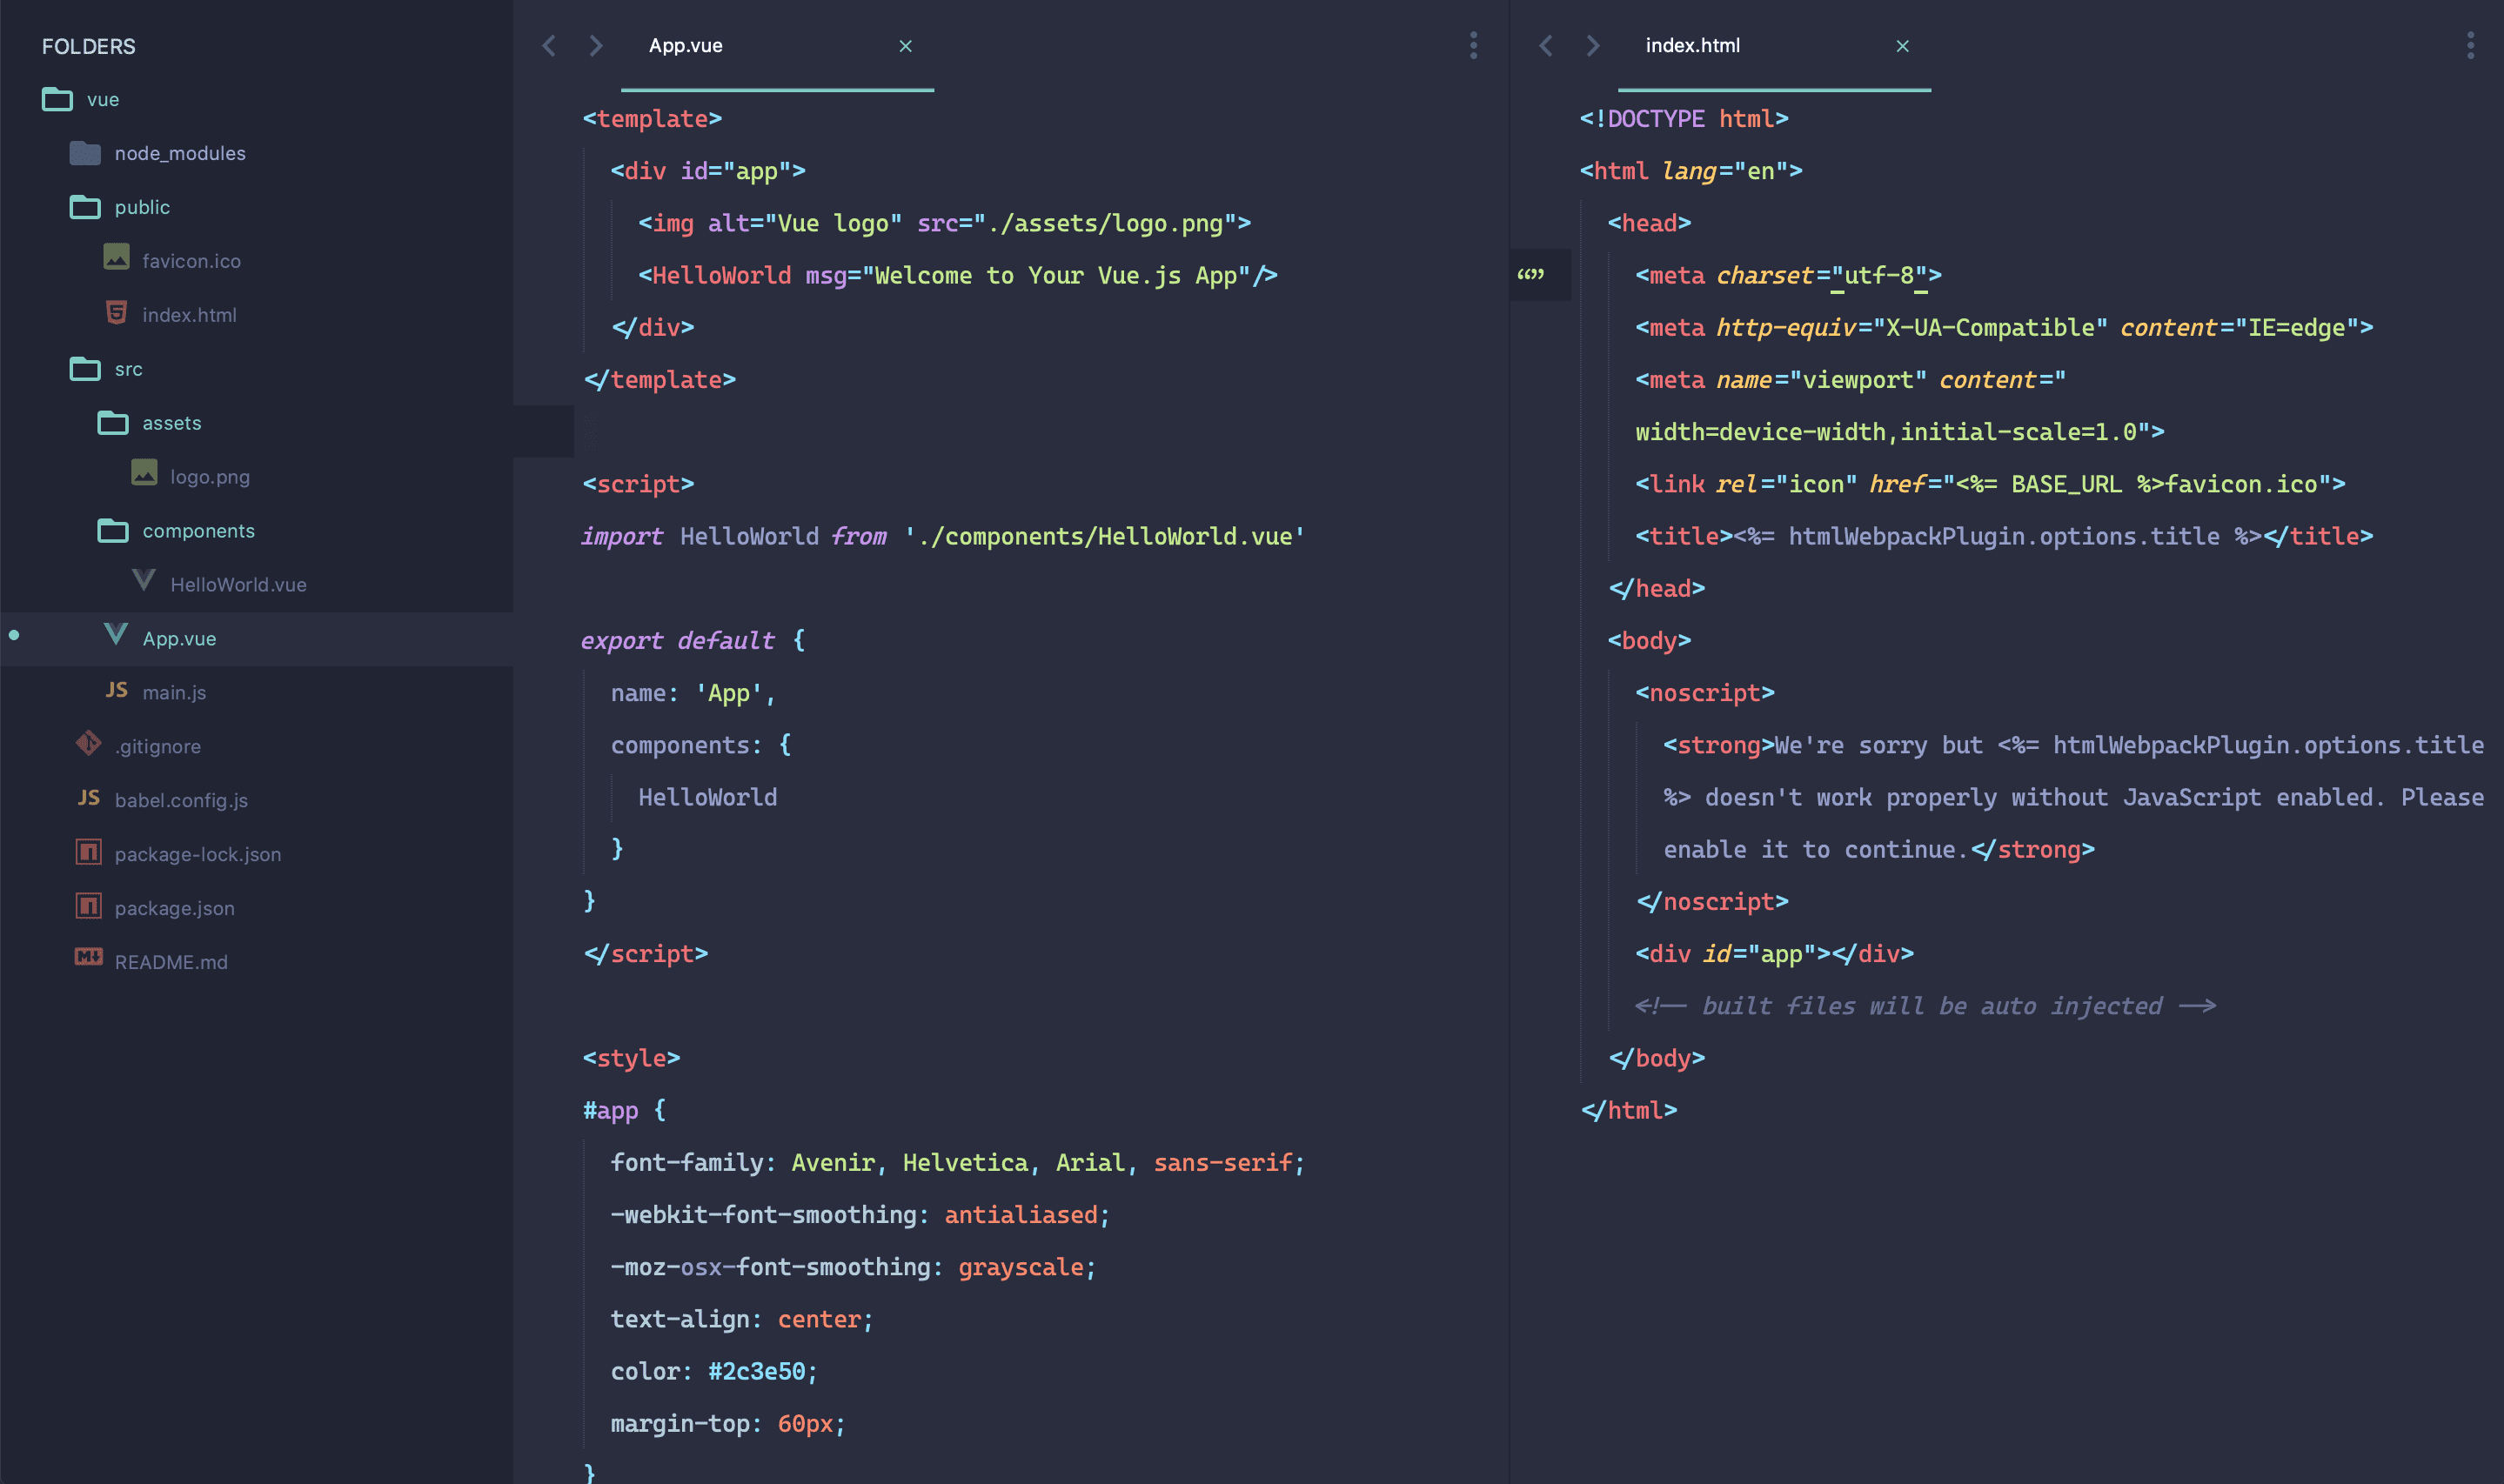 FOLDERS
vue
node_modules
public
favicon.ico
index.html
src
assets
logo.png
components
HelloWorld.vue
App.vue
JS main.js
.gitignore
JS babel.config.js
package-lock.json
package.json
M README.md
App.vue
<template>
<div id="app">
<img alt="Vue logo" src="./assets/logo.png">
<HelloWorld msg="Welcome to Your Vue.js App"/>
</div>
</template>
<script>
import HelloWorld from './components/HelloWorld.vue'
export default {
name: 'App',
components: {
HelloWorld
}
}
</script>
<style>
#app {
font-family: Avenir, Helvetica, Arial, sans-serif;
-webkit-font-smoothing: antialiased;
-moz-osx-font-smoothing: grayscale;
text-align: center;
color: #2c3e50;
margin-top: 60px;
}
index.html
<!DOCTYPE html>
<html lang="en">
<head>
“” <meta charset="utf-8">
<meta http-equiv="X-UA-Compatible" content="IE=edge">
<meta name="viewport" content="
width=device-width,initial-scale=1.0">
<link rel="icon" href="<%= BASE_URL %>favicon.ico">
<title><%= htmlWebpackPlugin.options.title %></title>
</head>
<body>
<noscript>
<strong>We're sorry but <%= htmlWebpackPlugin.options.title
%> doesn't work properly without JavaScript enabled. Please
enable it to continue.</strong>
</noscript>
<div id="app"></div>
<!-- built files will be auto injected -->
</body>
</html>